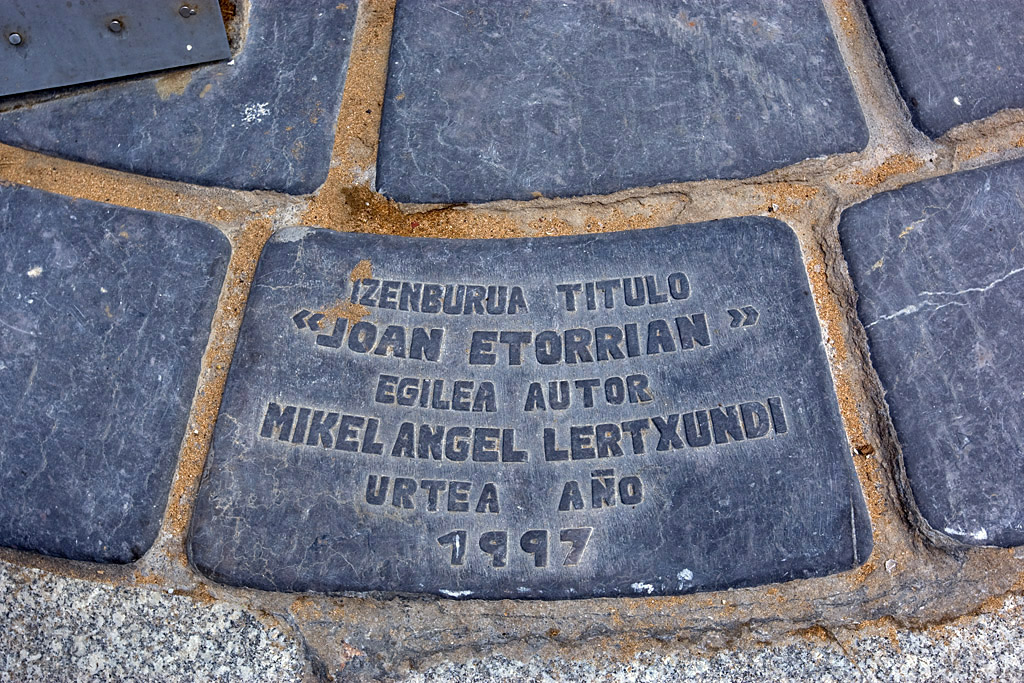 IZENBURUA TITULO
«JOAN ETORRIAN»
EGILEA AUTOR
MIKEL ANGEL LERTXUNDI
URTEA AÑO
1997